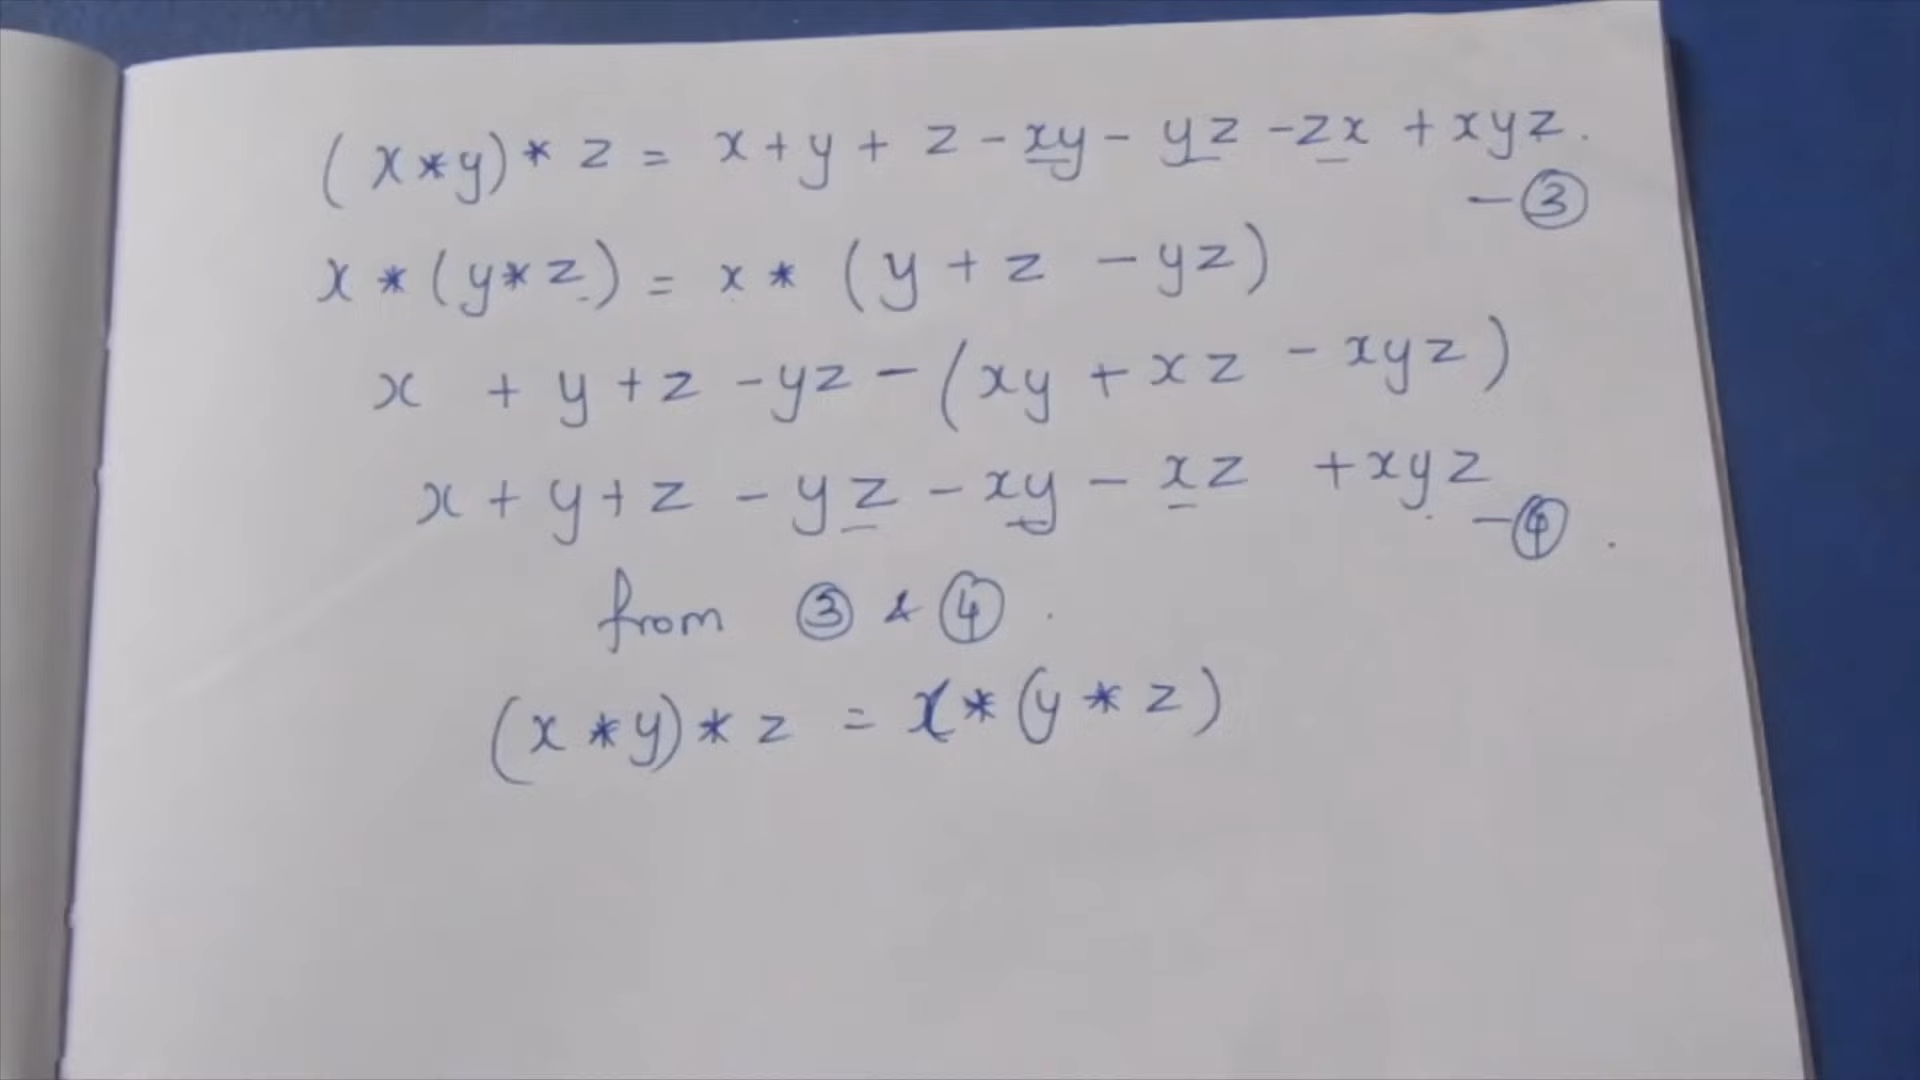 (x*y)*z = x+y+z-xy-yz-zx+xyz.
-③
x*(y*z) = x*(y+z-yz)
x+y+z-yz-(xy+xz-xyz)
x+y+z-yz-xy-xz+xyz
-④
from ③ & ④.
(x*y)*z = x*(y*z)